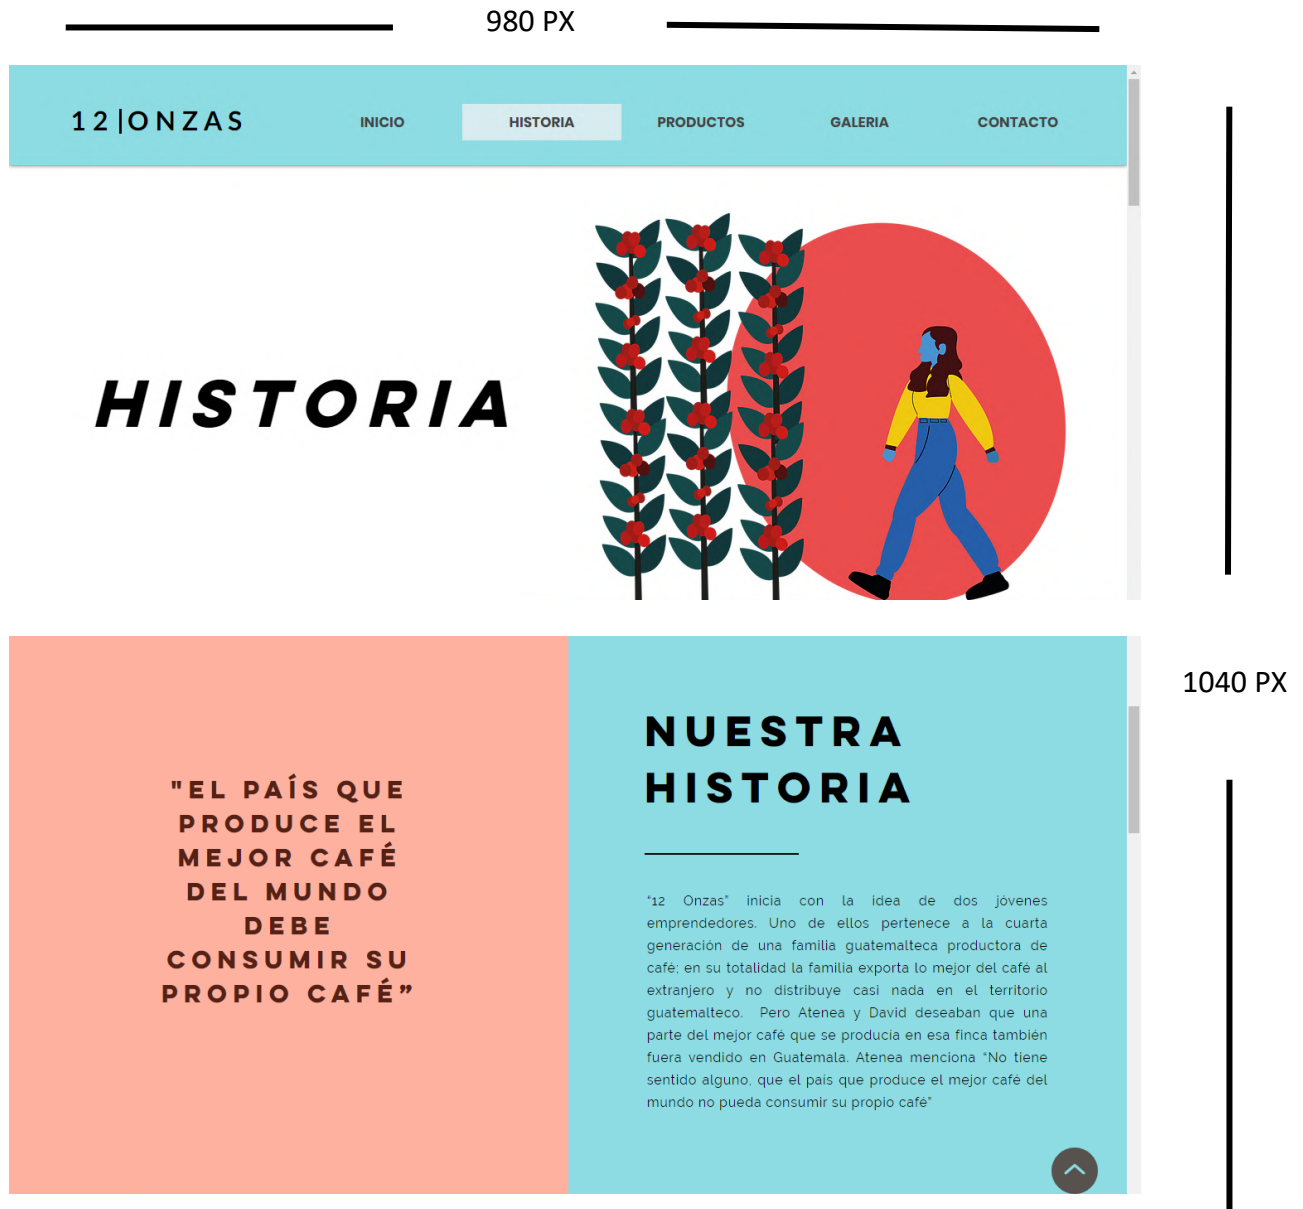 980 PX
12|ONZAS
INICIO
HISTORIA
PRODUCTOS
GALERIA
CONTACTO
HISTORIA
1040 PX
"EL PAÍS QUE
PRODUCE EL
MEJOR CAFÉ
DEL MUNDO
DEBE
CONSUMIR SU
PROPIO CAFÉ”
NUESTRA
HISTORIA
“12 Onzas” inicia con la idea de dos jóvenes
emprendedores. Uno de ellos pertenece a la cuarta
generación de una familia guatemalteca productora de
café; en su totalidad la familia exporta lo mejor del café al
extranjero y no distribuye casi nada en el territorio
guatemalteco. Pero Atenea y David deseaban que una
parte del mejor café que se producía en esa finca también
fuera vendido en Guatemala. Atenea menciona “No tiene
sentido alguno, que el país que produce el mejor café del
mundo no pueda consumir su propio café”